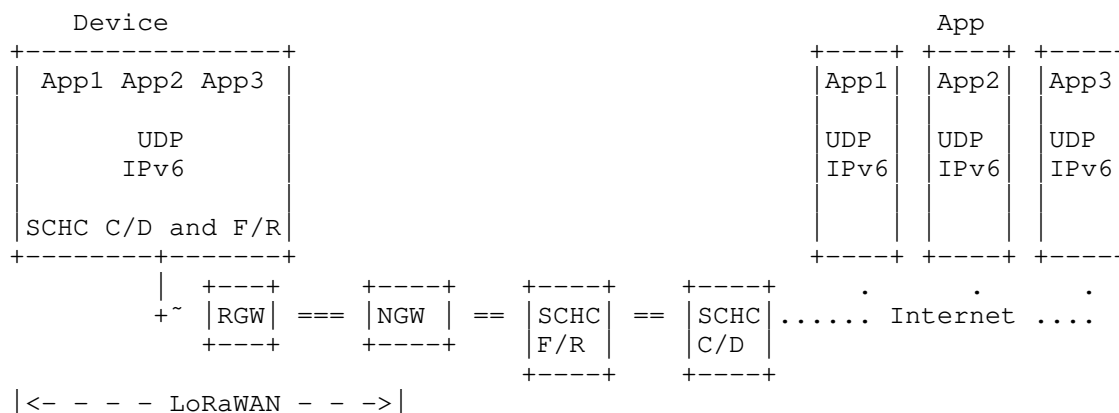 Device                                                App
+----------------+                                +----+ +----+ +----
| App1 App2 App3 |                                |App1| |App2| |App3
|                |                                |    | |    | |
|       UDP      |                                |UDP | |UDP | |UDP
|      IPv6      |                                |IPv6| |IPv6| |IPv6
|                |                                |    | |    | |
|SCHC C/D and F/R|                                |    | |    | |
+--------+-------+                                +----+ +----+ +----
         |  +---+     +----+    +----+    +----+     .      .      .
         +~ |RGW| === |NGW | == |SCHC| == |SCHC|...... Internet ....
            +---+     +----+    |F/R |    |C/D |
                                +----+    +----+
|<- - - - LoRaWAN - - ->|